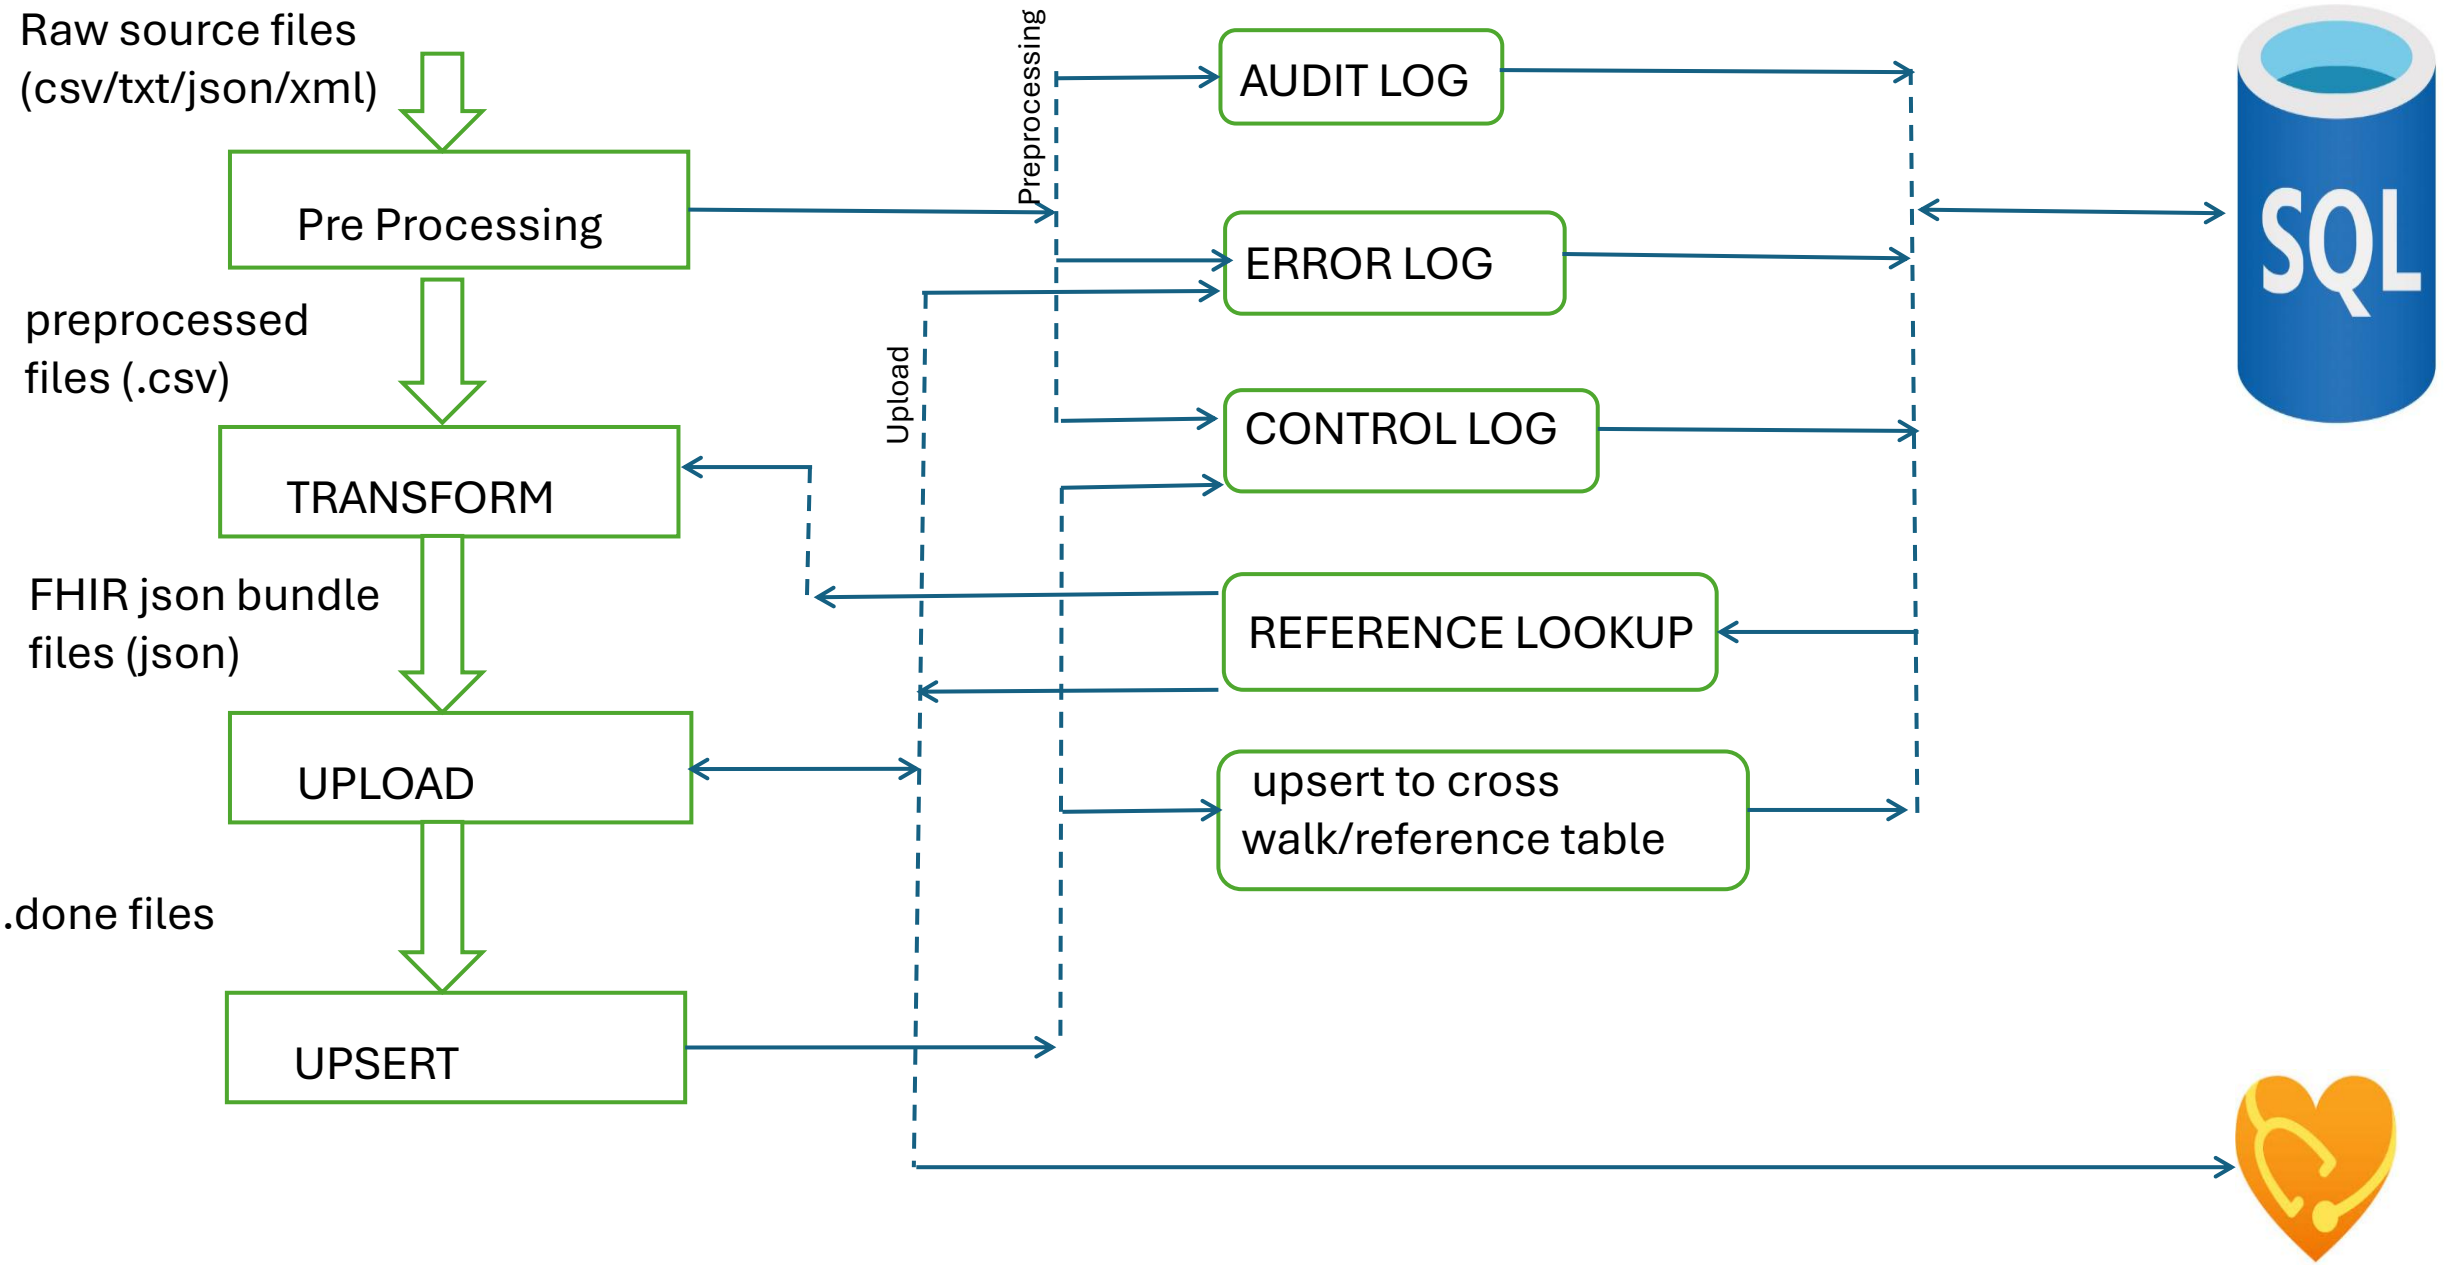 Raw source files
(csv/txt/json/xml)
Pre Processing
preprocessed
files (.csv)
TRANSFORM
FHIR json bundle
files (json)
UPLOAD
.done files
UPSERT
Preprocessing
Upload
AUDIT LOG
ERROR LOG
CONTROL LOG
REFERENCE LOOKUP
upsert to cross
walk/reference table
SQL